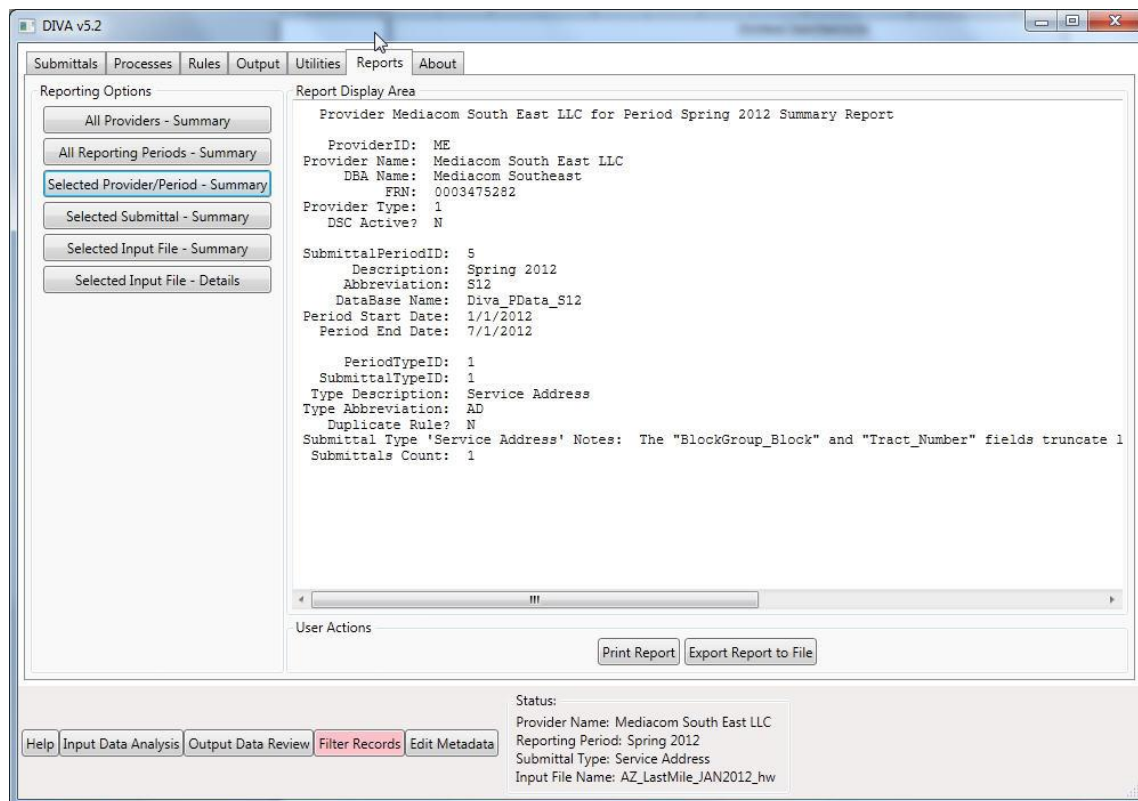 DIVA v5.2
Submittals Processes Rules Output Utilities Reports About
Reporting Options
All Providers - Summary
All Reporting Periods - Summary
Selected Provider/Period - Summary
Selected Submittal - Summary
Selected Input File - Summary
Selected Input File - Details
Report Display Area
Provider Mediacom South East LLC for Period Spring 2012 Summary Report
ProviderID: ME
Provider Name: Mediacom South East LLC
DBA Name: Mediacom Southeast
FRN: 0003475282
Provider Type: 1
DSC Active? N
SubmittalPeriodID: 5
Description: Spring 2012
Abbreviation: S12
DataBase Name: Diva_PData_S12
Period Start Date: 1/1/2012
Period End Date: 7/1/2012
PeriodTypeID: 1
SubmittalTypeID: 1
Type Description: Service Address
Type Abbreviation: AD
Duplicate Rule? N
Submittal Type 'Service Address' Notes: The "BlockGroup_Block" and "Tract_Number" fields truncate l
Submittals Count: 1
User Actions
Print Report Export Report to File
Help Input Data Analysis Output Data Review Filter Records Edit Metadata
Status:
Provider Name: Mediacom South East LLC
Reporting Period: Spring 2012
Submittal Type: Service Address
Input File Name: AZ_LastMile_JAN2012_hw